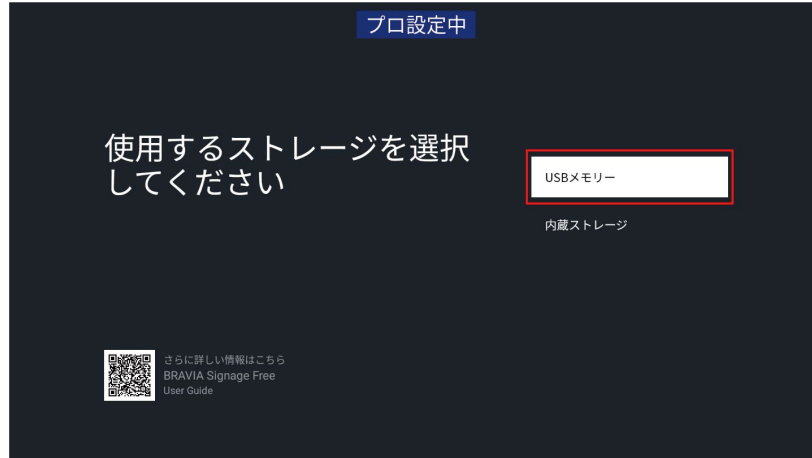 プロ設定中
使用するストレージを選択
してください
USBメモリー
内蔵ストレージ
さらに詳しい情報はこちら
BRAVIA Signage Free
User Guide